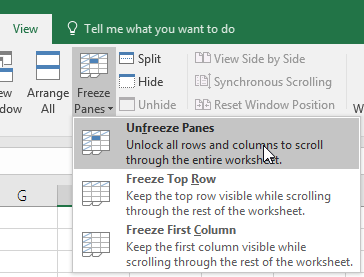 View
Tell me what you want to do
Arrange
All
Freeze
Panes
Split
Hide
Unhide
View Side by Side
Synchronous Scrolling
Reset Window Position
Unfreeze Panes
Unlock all rows and columns to scroll
through the entire worksheet.
Freeze Top Row
Keep the top row visible while scrolling
through the rest of the worksheet.
Freeze First Column
Keep the first column visible while
scrolling through the rest of the worksheet.
G